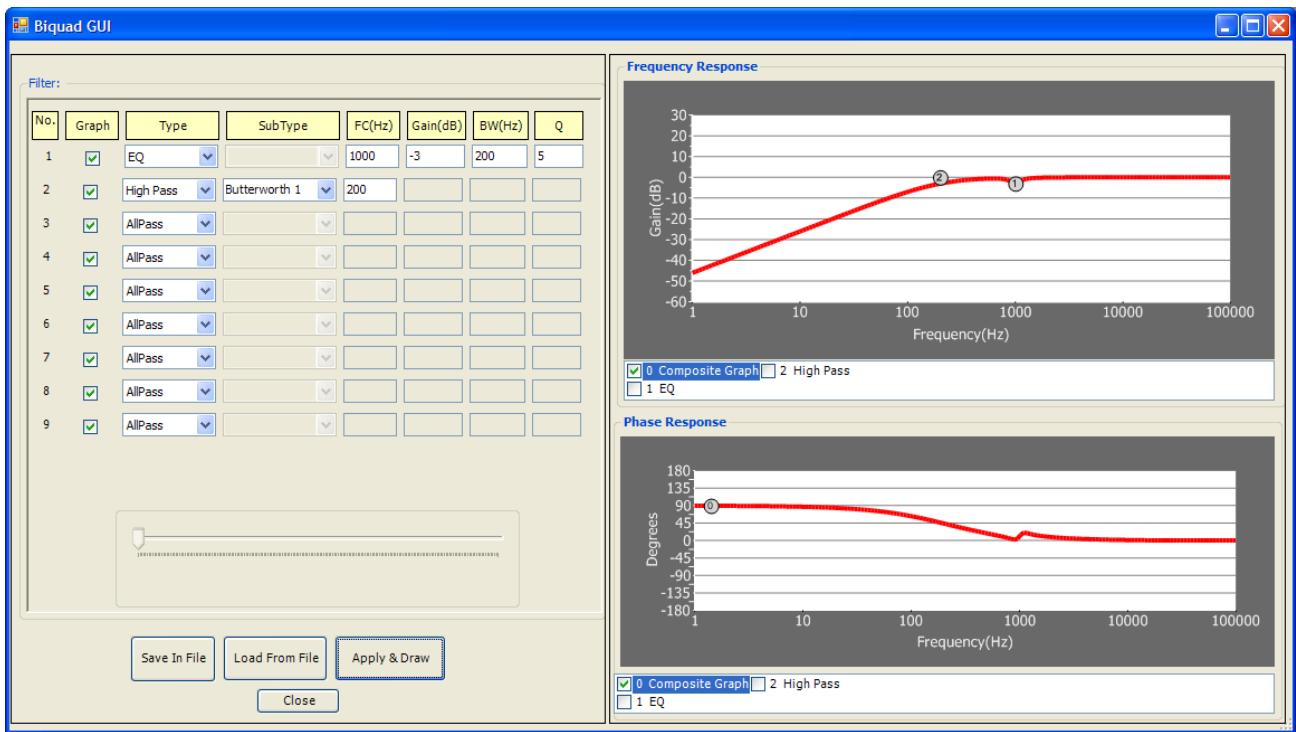 Biquad GUI
Filter:
No. Graph Type SubType FC(Hz) Gain(dB) BW(Hz) Q
1 EQ 1000 -3 200 5
2 High Pass Butterworth 1 200
3 AllPass
4 AllPass
5 AllPass
6 AllPass
7 AllPass
8 AllPass
9 AllPass
Save In File Load From File Apply & Draw
Close
Frequency Response
Gain(dB)
30
20
10
0
-10
-20
-30
-40
-50
-60
2
1
1 10 100 1000 10000 100000
Frequency(Hz)
0 Composite Graph 2 High Pass
1 EQ
Phase Response
Degrees
180
135
90
45
0
-45
-90
-135
-180
0
1 10 100 1000 10000 100000
Frequency(Hz)
0 Composite Graph 2 High Pass
1 EQ